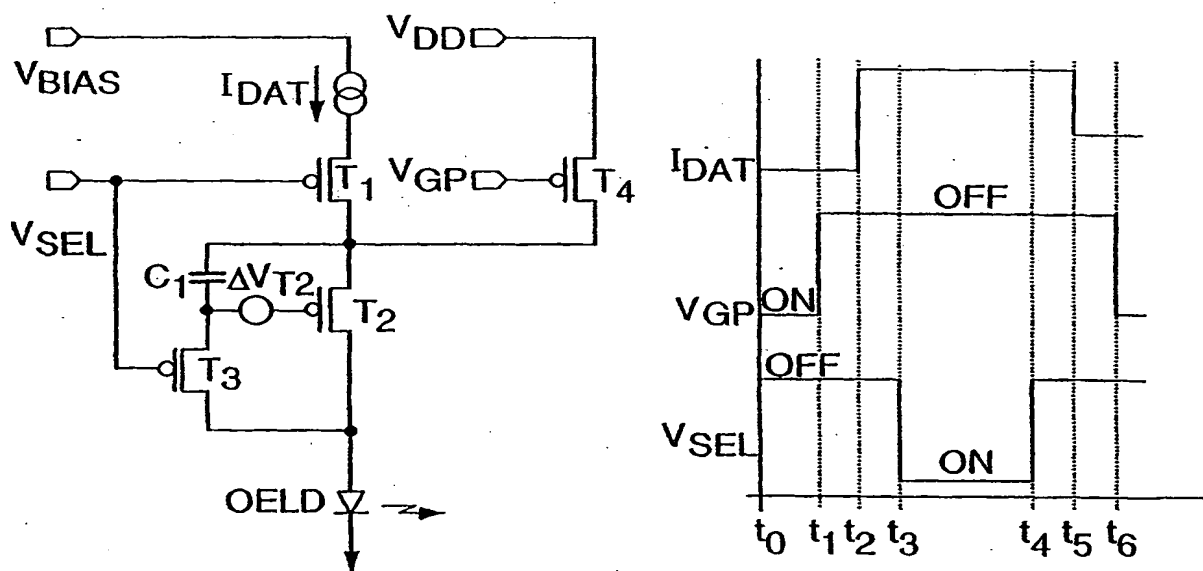 VBIAS
IDAT
VDD
VSEL
T1
VGP
T4
C1
ΔVT2
T2
T3
OELD
IDAT
OFF
VGP
ON
OFF
VSEL
ON
t0 t1 t2 t3 t4 t5 t6